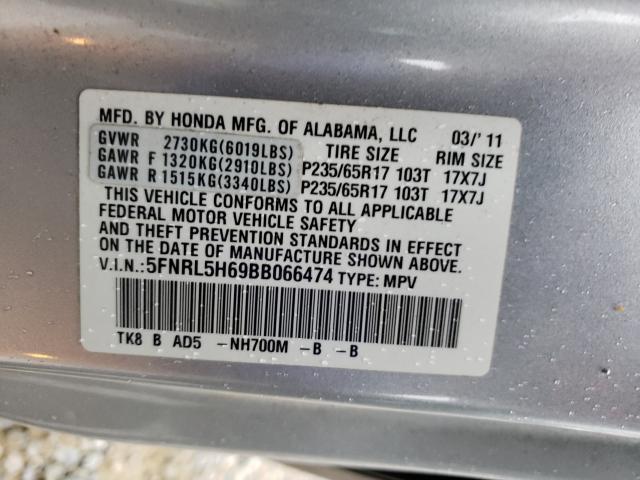 MFD. BY HONDA MFG. OF ALABAMA, LLC 03/'11
GVWR 2730KG(6019LBS) TIRE SIZE RIM SIZE
GAWR F 1320KG(2910LBS) P235/65R17 103T 17X7J
GAWR R 1515KG(3340LBS) P235/65R17 103T 17X7J
THIS VEHICLE CONFORMS TO ALL APPLICABLE
FEDERAL MOTOR VEHICLE SAFETY
AND THEFT PREVENTION STANDARDS IN EFFECT
ON THE DATE OF MANUFACTURE SHOWN ABOVE.
V.I.N.:5FNRL5H69BB066474 TYPE: MPV
TK8 B AD5 -NH700M -B -B